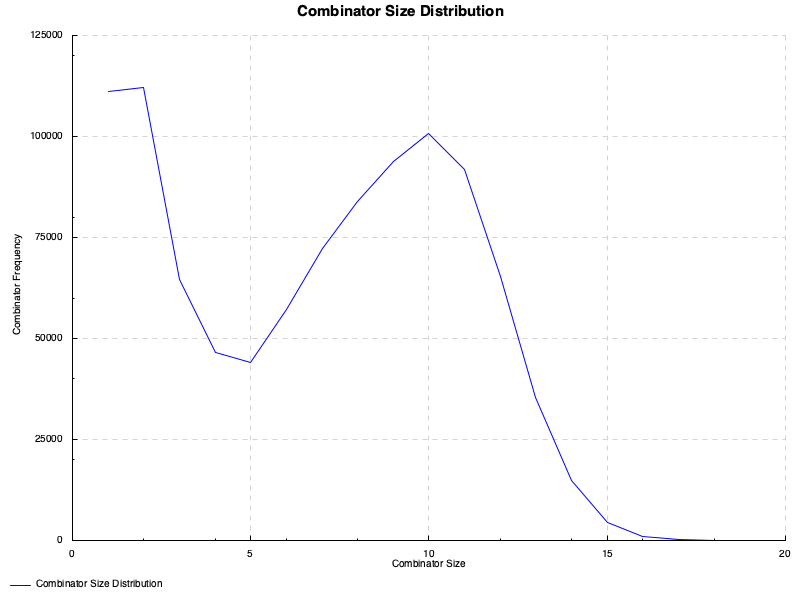 Combinator Size Distribution
125000
100000
75000
50000
25000
0
Combinator Frequency
0 5 10 15 20
Combinator Size
Combinator Size Distribution